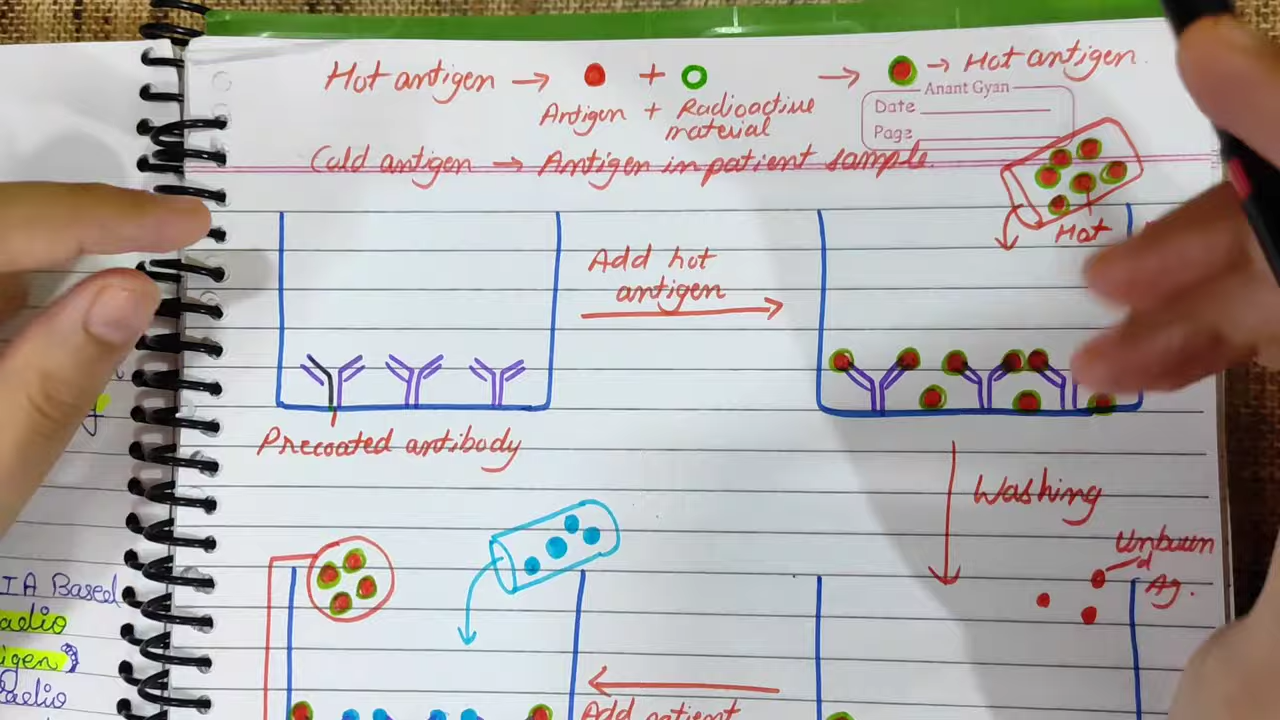 Hot antigen → + → → Hot antigen.
Antigen + Radioactive
material
Anant Gyan
Date
Page
Cold antigen → Antigen in patient sample.
Hot
Add hot
antigen
Precoated antibody
Washing
Unboun
d
Ag.
IA Based
adio
igen
adio
Add patient